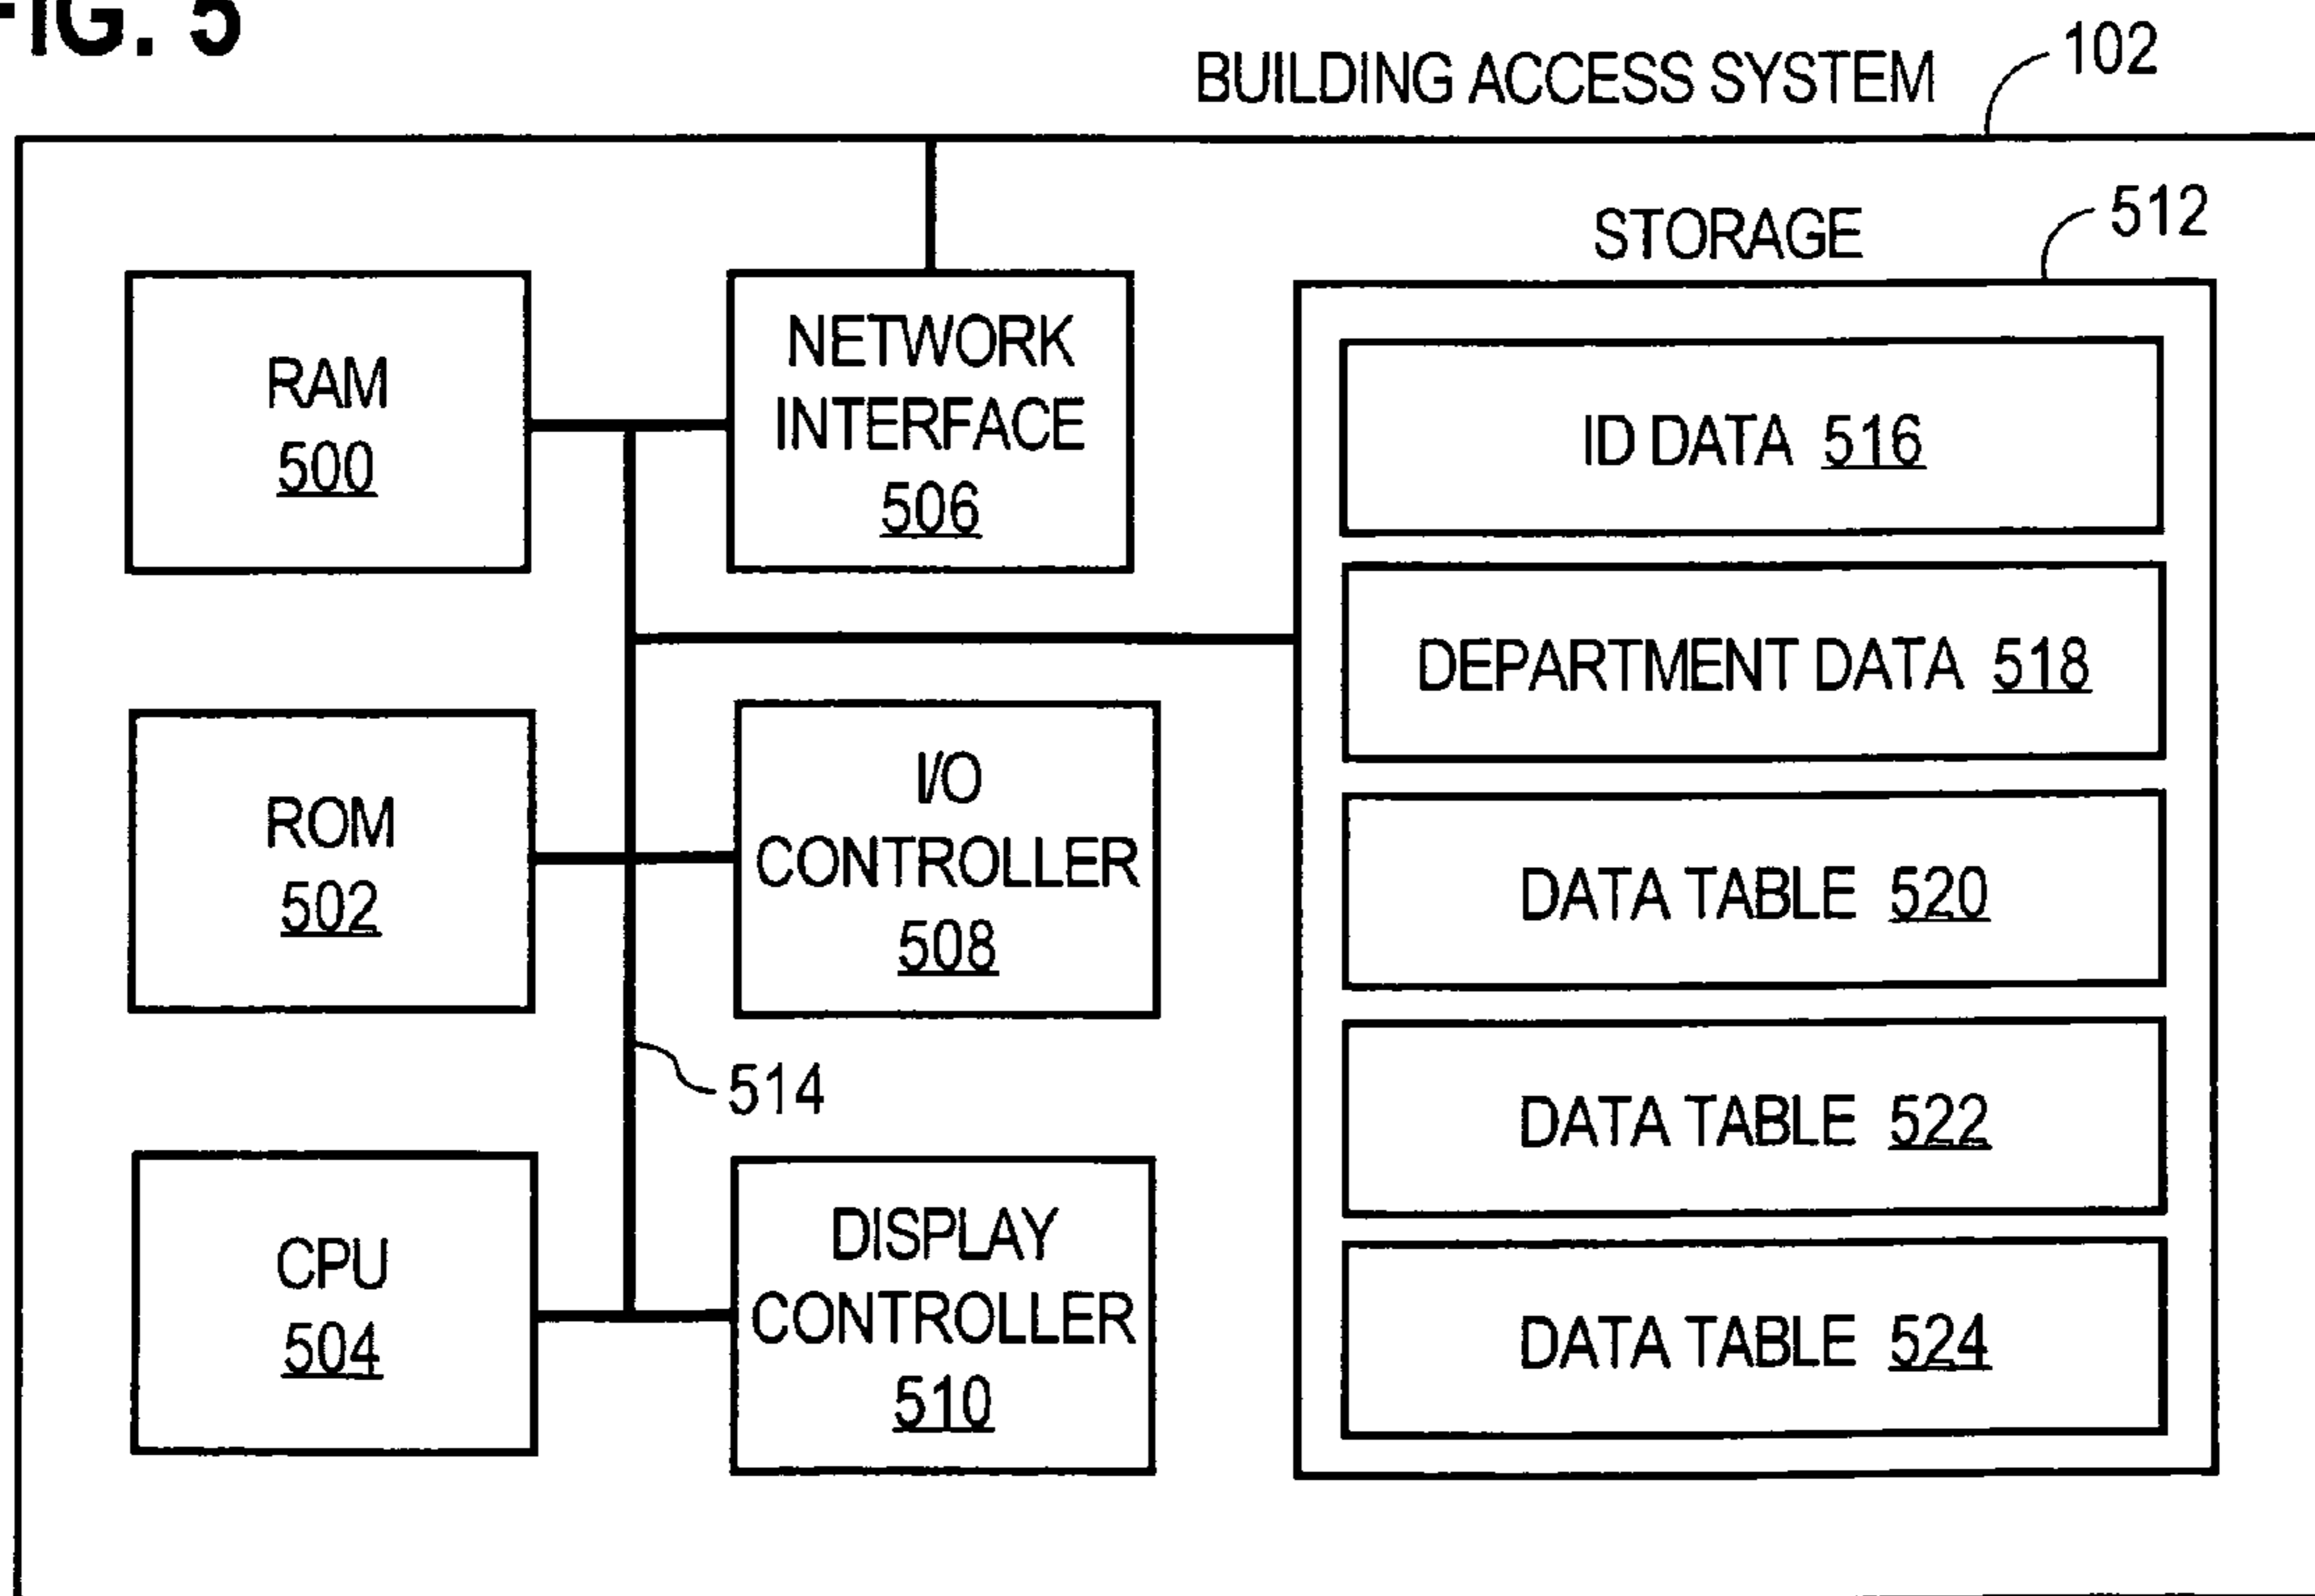 FIG. 5
BUILDING ACCESS SYSTEM
102
STORAGE
512
RAM
500
NETWORK
INTERFACE
506
ROM
502
I/O
CONTROLLER
508
514
CPU
504
DISPLAY
CONTROLLER
510
ID DATA 516
DEPARTMENT DATA 518
DATA TABLE 520
DATA TABLE 522
DATA TABLE 524